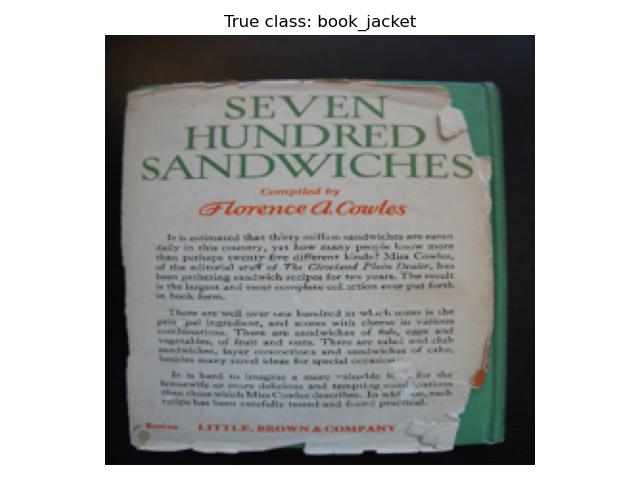 True class: book_jacket
SEVEN
HUNDRED
SANDWICHES
Compiled by
Florence A. Cowles
It is estimated that thirty million sandwiches are eaten
daily in this country, yet how many people know more
than perhaps twenty-five different kinds? Miss Cowles,
of the editorial staff of The Cleveland Plain Dealer, has
been gathering sandwich recipes for ten years. The result
is the largest and most complete collection ever put forth
in book form.
There are well over one hundred in which meat is the
principal ingredient, and scores with cheese in various
combinations. There are sandwiches of fish, eggs and
vegetables, of fruit and nuts. There are salad and club
sandwiches, layer concoctions and sandwiches of cake,
besides many novel ideas for special
It is hard to imagine a more valuable for the
housewife or more delicious and tempting
than those which Miss Cowles describes. In each
recipe has been carefully tested and found practical.
Boston LITTLE, BROWN & COMPANY